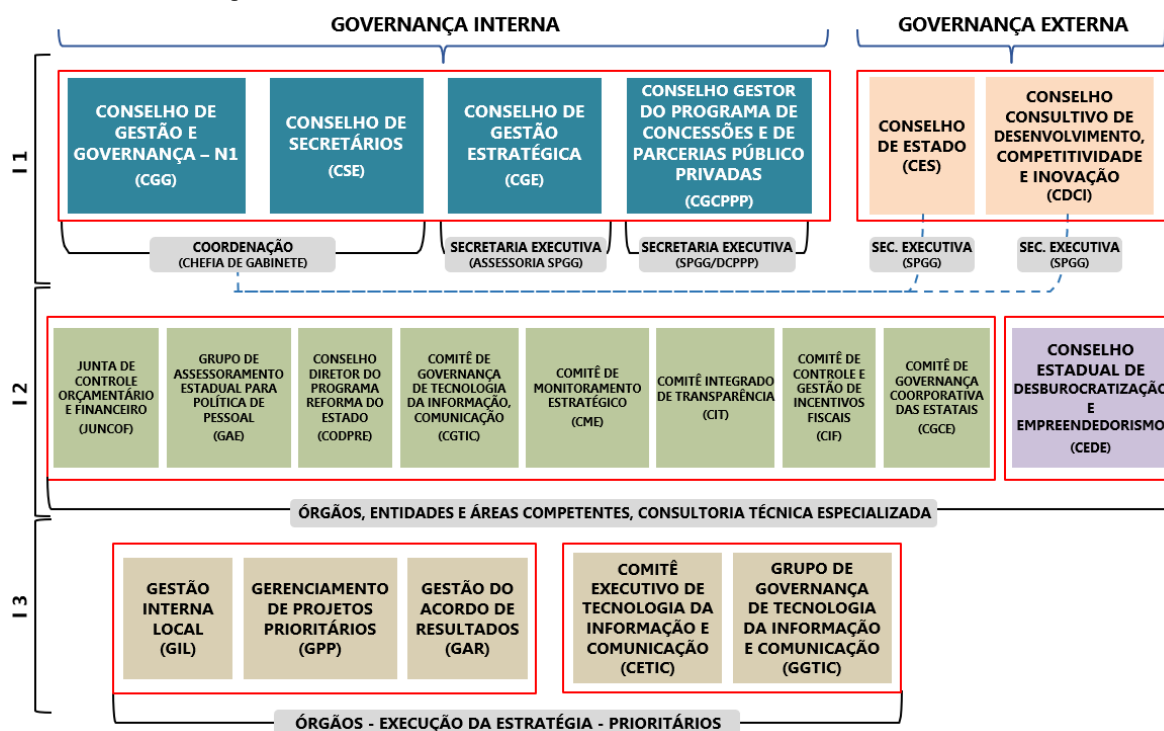 GOVERNANÇA INTERNA
GOVERNANÇA EXTERNA
I 1
CONSELHO DE
GESTÃO E
GOVERNANÇA – N1
(CGG)
CONSELHO DE
SECRETÁRIOS
(CSE)
CONSELHO DE
GESTÃO
ESTRATÉGICA
(CGE)
CONSELHO GESTOR
DO PROGRAMA DE
CONCESSÕES E DE
PARCERIAS PÚBLICO
PRIVADAS
(CGCPPP)
CONSELHO
DE ESTADO
(CES)
CONSELHO
CONSULTIVO DE
DESENVOLVIMENTO,
COMPETITIVIDADE
E INOVAÇÃO
(CDCI)
COORDENAÇÃO
(CHEFIA DE GABINETE)
SECRETARIA EXECUTIVA
(ASSESSORIA SPGG)
SECRETARIA EXECUTIVA
(SPGG/DCPPP)
SEC. EXECUTIVA
(SPGG)
SEC. EXECUTIVA
(SPGG)
I 2
JUNTA DE
CONTROLE
ORÇAMENTÁRIO
E FINANCEIRO
(JUNCOF)
GRUPO DE
ASSESSORAMENTO
ESTADUAL PARA
POLÍTICA DE
PESSOAL
(GAE)
CONSELHO
DIRETOR DO
PROGRAMA
REFORMA DO
ESTADO
(CODPRE)
COMITÊ DE
GOVERNANÇA
DE TECNOLOGIA
DA INFORMAÇÃO,
COMUNICAÇÃO
(CGTIC)
COMITÊ DE
MONITORAMENTO
ESTRATÉGICO
(CME)
COMITÊ INTEGRADO
DE TRANSPARÊNCIA
(CIT)
COMITÊ DE
CONTROLE E
GESTÃO DE
INCENTIVOS
FISCAIS
(CIF)
COMITÊ DE
GOVERNANÇA
COORPORATIVA
DAS ESTATAIS
(CGCE)
CONSELHO
ESTADUAL DE
DESBUROCRATIZAÇÃO
E
EMPREENDEDORISMO
(CEDE)
ÓRGÃOS, ENTIDADES E ÁREAS COMPETENTES, CONSULTORIA TÉCNICA ESPECIALIZADA
I 3
GESTÃO
INTERNA
LOCAL
(GIL)
GERENCIAMENTO
DE PROJETOS
PRIORITÁRIOS
(GPP)
GESTÃO DO
ACORDO DE
RESULTADOS
(GAR)
COMITÊ
EXECUTIVO DE
TECNOLOGIA DA
INFORMAÇÃO E
COMUNICAÇÃO
(CETIC)
GRUPO DE
GOVERNANÇA
DE TECNOLOGIA
DA INFORMAÇÃO
E COMUNICAÇÃO
(GGTIC)
ÓRGÃOS - EXECUÇÃO DA ESTRATÉGIA - PRIORITÁRIOS